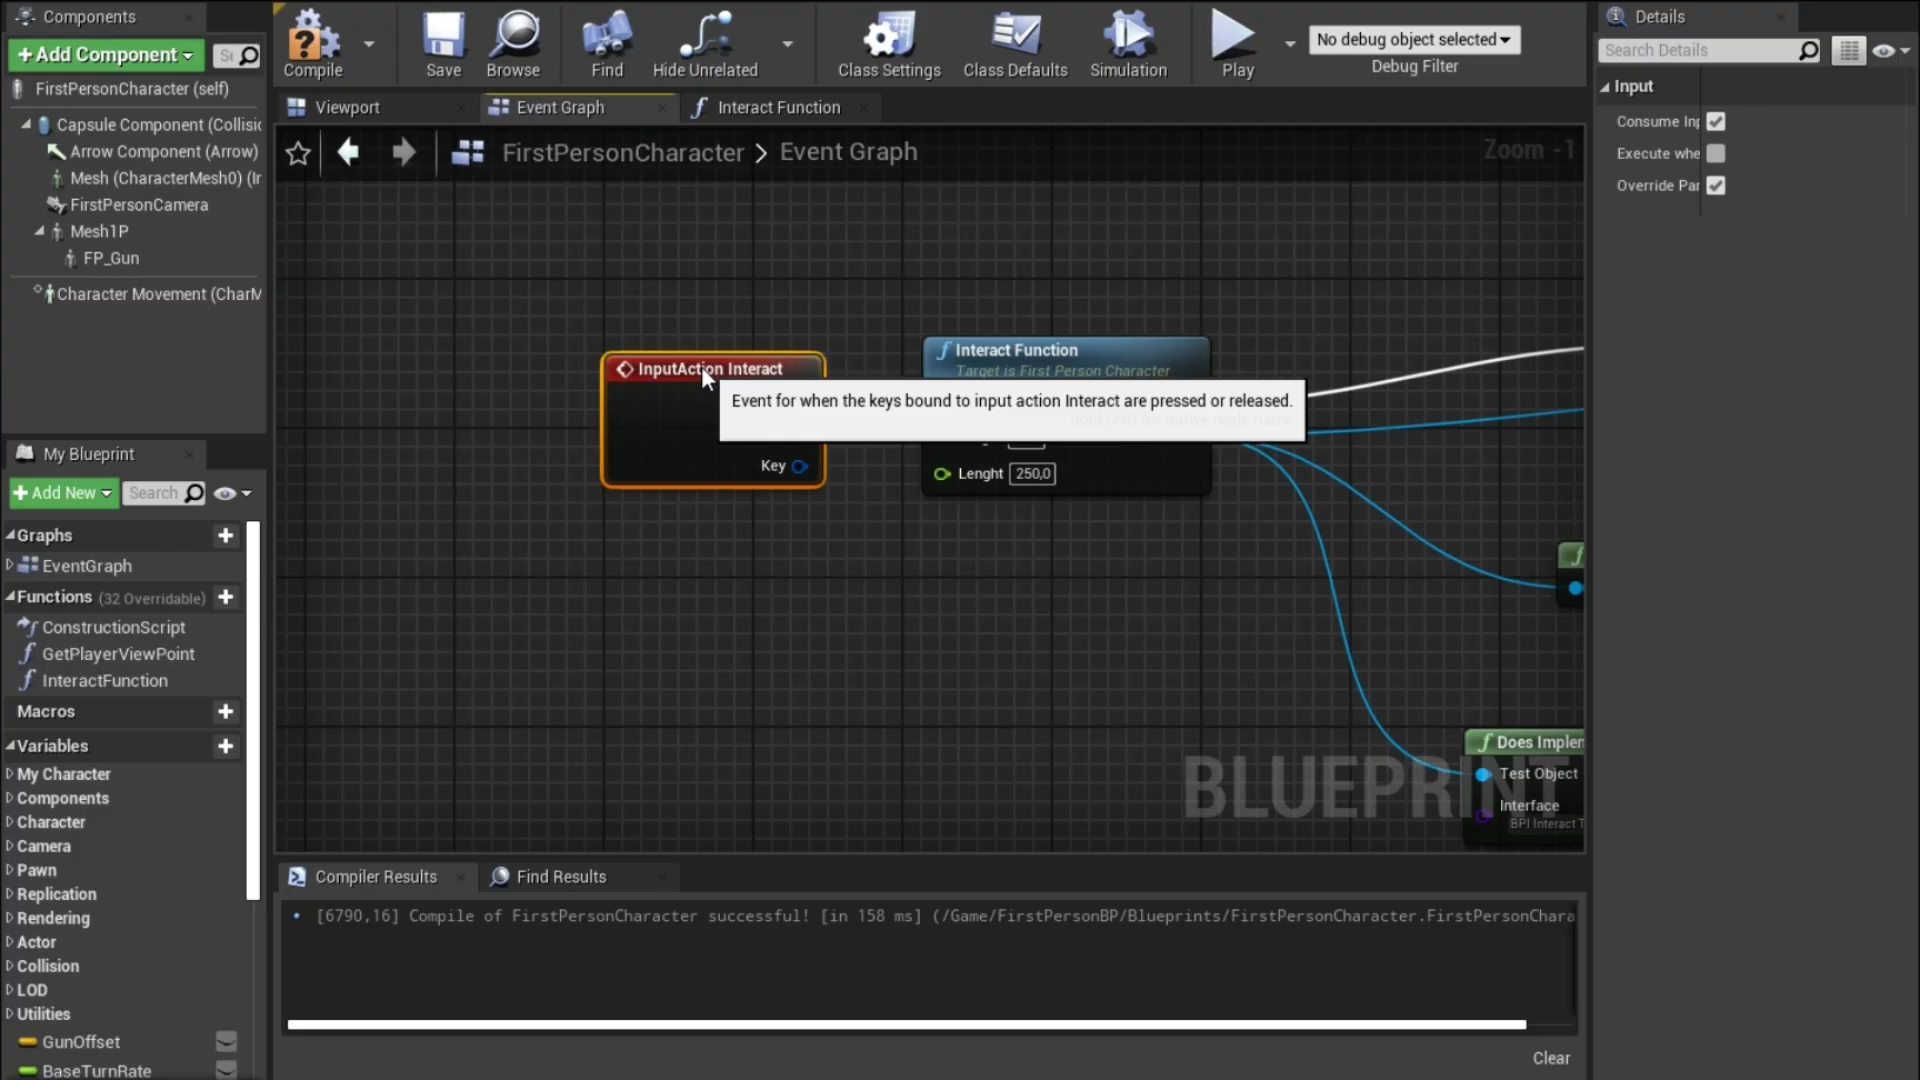 Components
+ Add Component
FirstPersonCharacter (self)
Capsule Component (Collisi
Arrow Component (Arrow)
Mesh (CharacterMesh0) (Ir
FirstPersonCamera
Mesh1P
FP_Gun
Character Movement (CharM
My Blueprint
+ Add New
Search
Graphs
EventGraph
Functions (32 Overridable)
ConstructionScript
GetPlayerViewPoint
InteractFunction
Macros
Variables
My Character
Components
Character
Camera
Pawn
Replication
Rendering
Actor
Collision
LOD
Utilities
GunOffset
BaseTurnRate
Compile
Save
Browse
Find
Hide Unrelated
Class Settings
Class Defaults
Simulation
Play
No debug object selected
Debug Filter
Viewport
Event Graph
Interact Function
FirstPersonCharacter > Event Graph
Zoom -1
InputAction Interact
Key
Interact Function
Target is First Person Character
Event for when the keys bound to input action Interact are pressed or released.
Lenght 250,0
Does Implen
Test Object
Interface
BPI Interact T
BLUEPRINT
Compiler Results
Find Results
[6790,16] Compile of FirstPersonCharacter successful! [in 158 ms] (/Game/FirstPersonBP/Blueprints/FirstPersonCharacter.FirstPersonChara
Clear
Details
Search Details
Input
Consume Inp
Execute whe
Override Par